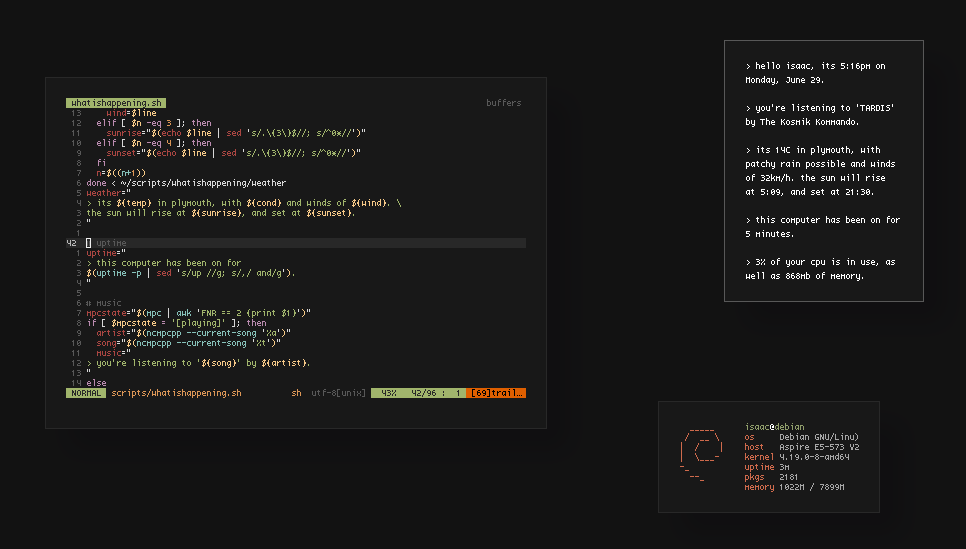 whatishappening.sh buffers
13 wind=$line
12 elif [ $n -eq 3 ]; then
11 sunrise="$(echo $line | sed 's/.\{3\}$//; s/^0*//')"
10 elif [ $n -eq 4 ]; then
9 sunset="$(echo $line | sed 's/.\{3\}$//; s/^0*//')"
8 fi
7 n=$((n+1))
6 done < ~/scripts/whatishappening/weather
5 weather="
4 > its ${temp} in plymouth, with ${cond} and winds of ${wind}. \
3 the sun will rise at ${sunrise}, and set at ${sunset}.
2 "
1
42 # uptime
1 uptime="
2 > this computer has been on for
3 $(uptime -p | sed 's/up //g; s/,/ and/g').
4 "
5
6 # music
7 mpcstate="$(mpc | awk 'FNR == 2 {print $1}')"
8 if [ $mpcstate = '[playing]' ]; then
9 artist="$(ncmpcpp --current-song '%a')"
10 song="$(ncmpcpp --current-song '%t')"
11 music="
12 > you're listening to '${song}' by ${artist}.
13 "
14 else
NORMAL scripts/whatishappening.sh sh utf-8[unix] 43% 42/96 : 1 [69]trail…
> hello isaac, its 5:16pm on
Monday, June 29.
> you're listening to 'TARDIS'
by The Kosmik Kommando.
> its 14C in plymouth, with
patchy rain possible and winds
of 32km/h. the sun will rise
at 5:09, and set at 21:30.
> this computer has been on for
5 minutes.
> 3% of your cpu is in use, as
well as 868mb of memory.
isaac@debian
os Debian GNU/Linu)
host Aspire E5-573 V2
kernel 4.19.0-8-amd64
uptime 3m
pkgs 2181
memory 1022M / 7899M